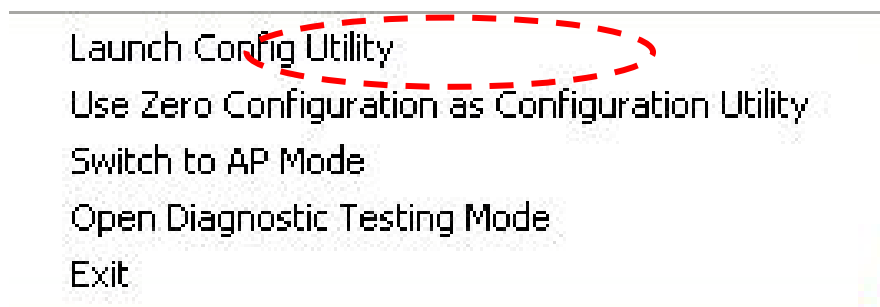 Launch Config Utility
Use Zero Configuration as Configuration Utility
Switch to AP Mode
Open Diagnostic Testing Mode
Exit